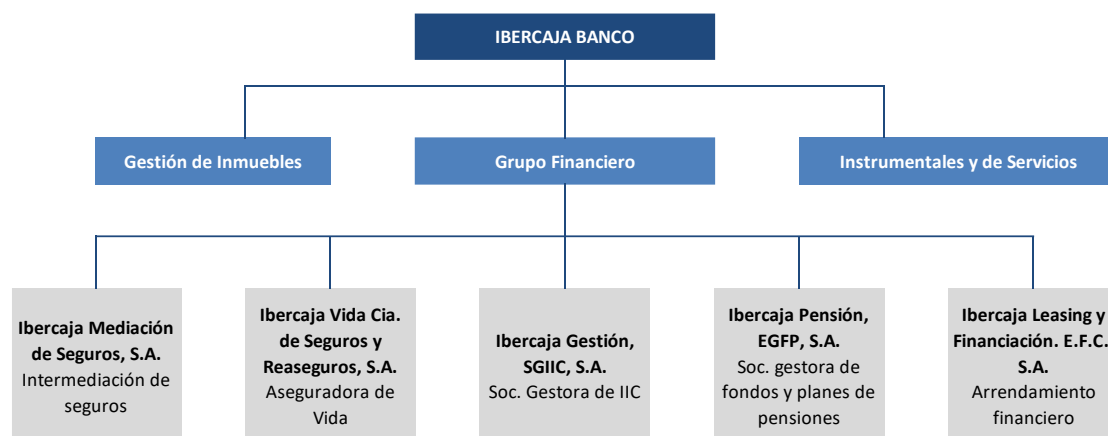 IBERCAJA BANCO
Gestión de Inmuebles
Grupo Financiero
Instrumentales y de Servicios
Ibercaja Mediación
de Seguros, S.A.
Intermediación de
seguros
Ibercaja Vida Cia.
de Seguros y
Reaseguros, S.A.
Aseguradora de
Vida
Ibercaja Gestión,
SGIIC, S.A.
Soc. Gestora de IIC
Ibercaja Pensión,
EGFP, S.A.
Soc. gestora de
fondos y planes de
pensiones
Ibercaja Leasing y
Financiación. E.F.C.
S.A.
Arrendamiento
financiero